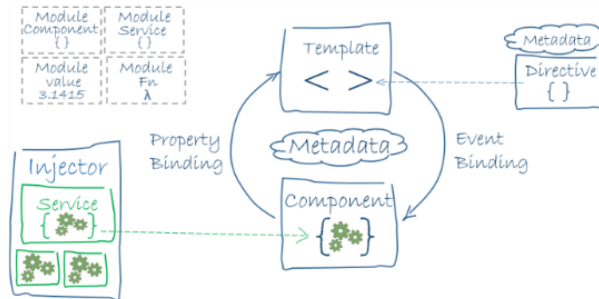 Module
Component
{ }
Module
Service
{ }
Module
value
3.1415
Module
Fn
λ
Template
< >
Metadata
Directive
{ }
Property
Binding
Metadata
Event
Binding
Injector
Service
{ }
Component
{ }